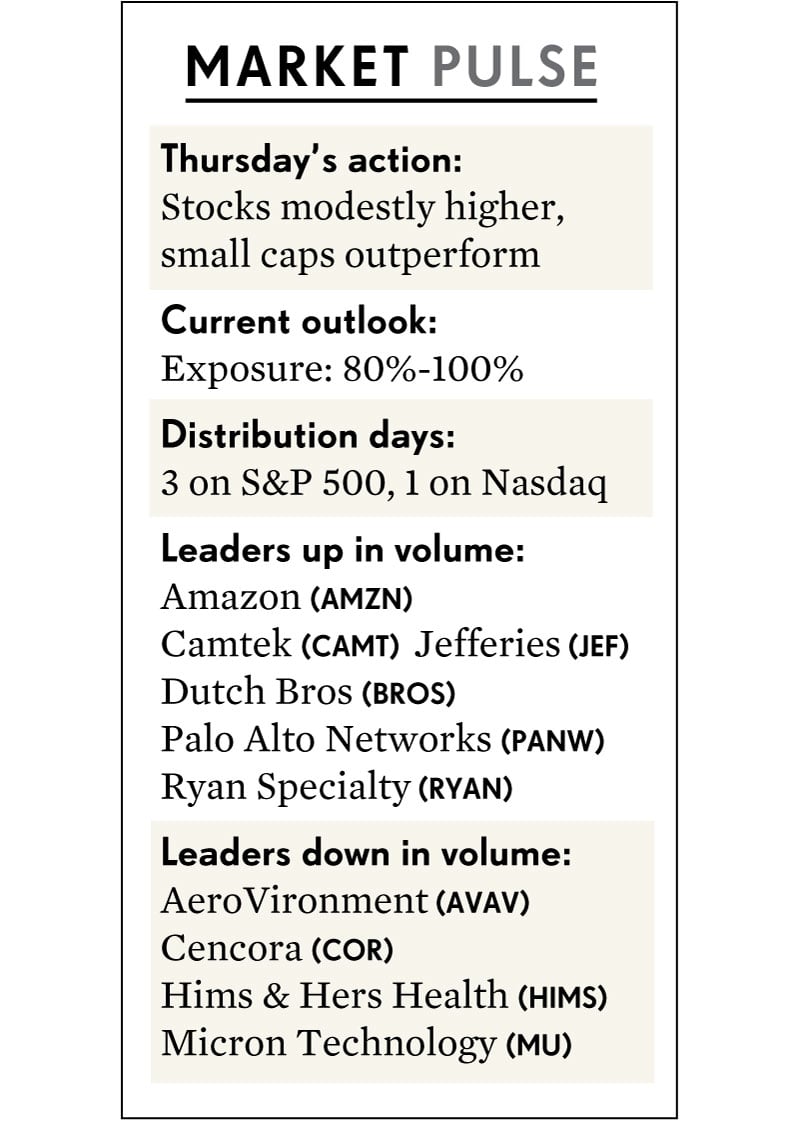 MARKET PULSE
Thursday's action:
Stocks modestly higher,
small caps outperform
Current outlook:
Exposure: 80%-100%
Distribution days:
3 on S&P 500, 1 on Nasdaq
Leaders up in volume:
Amazon (AMZN)
Camtek (CAMT) Jefferies (JEF)
Dutch Bros (BROS)
Palo Alto Networks (PANW)
Ryan Specialty (RYAN)
Leaders down in volume:
AeroVironment (AVAV)
Cencora (COR)
Hims & Hers Health (HIMS)
Micron Technology (MU)